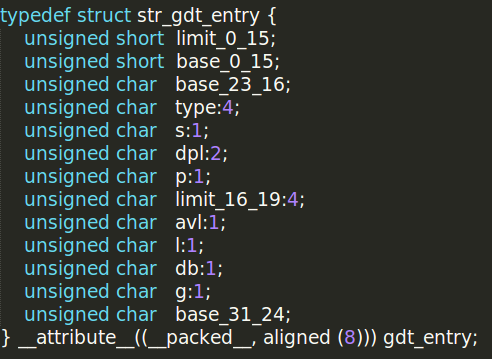 typedef struct str_gdt_entry {
unsigned short limit_0_15;
unsigned short base_0_15;
unsigned char base_23_16;
unsigned char type:4;
unsigned char s:1;
unsigned char dpl:2;
unsigned char p:1;
unsigned char limit_16_19:4;
unsigned char avl:1;
unsigned char l:1;
unsigned char db:1;
unsigned char g:1;
unsigned char base_31_24;
} __attribute__((__packed__, aligned (8))) gdt_entry;